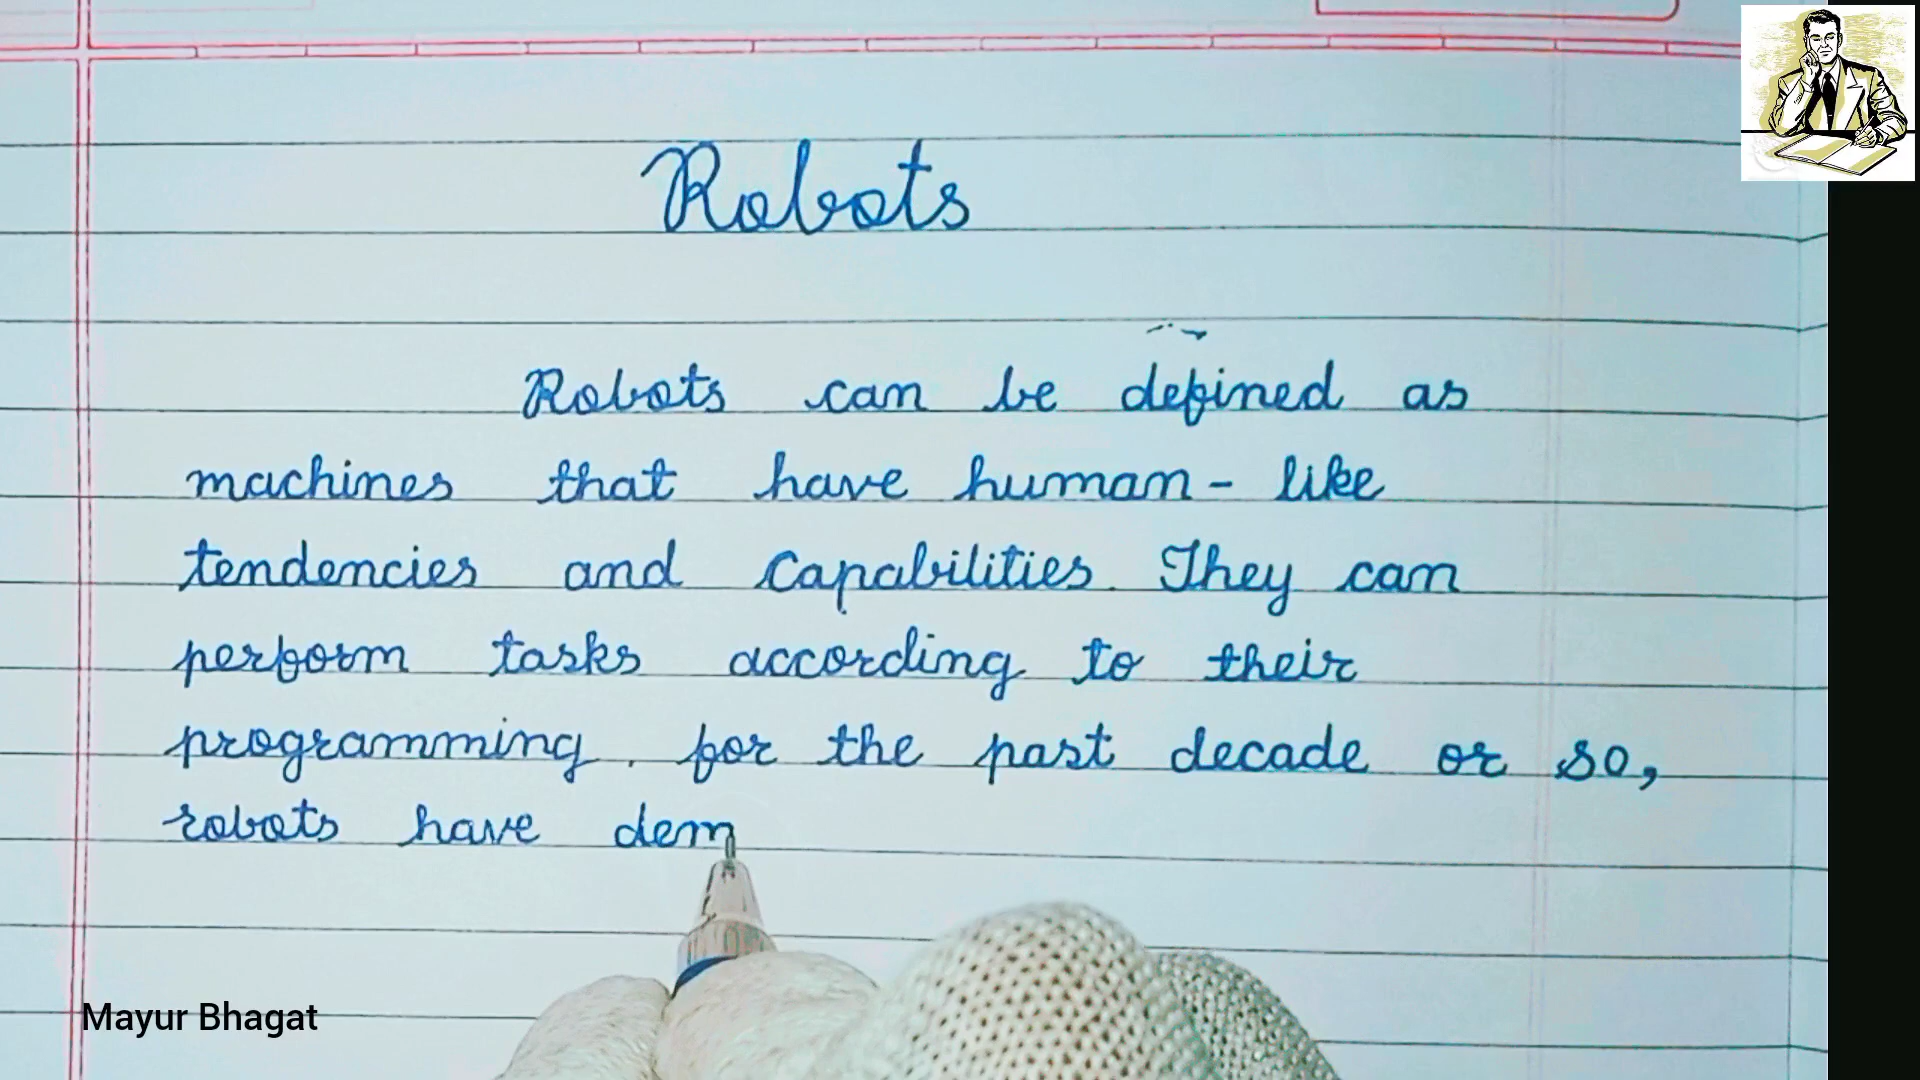 Robots
Robots can be defined as
machines that have human - like
tendencies and capabilities. They can
perform tasks according to their
programming. for the past decade or so,
robots have dem
Mayur Bhagat